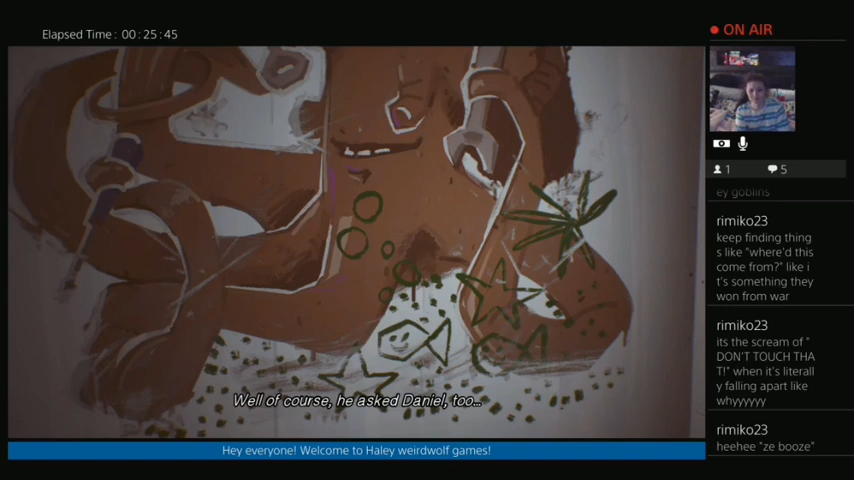 Elapsed Time : 00:25:45
ON AIR
1
5
ey goblins
rimiko23
keep finding thing
s like "where'd this
come from?" like i
t's something they
won from war
rimiko23
its the scream of "
DON'T TOUCH THA
T!" when it's literall
y falling apart like
whyyyyy
rimiko23
heehee "ze booze"
Well of course, he asked Daniel, too...
Hey everyone! Welcome to Haley weirdwolf games!